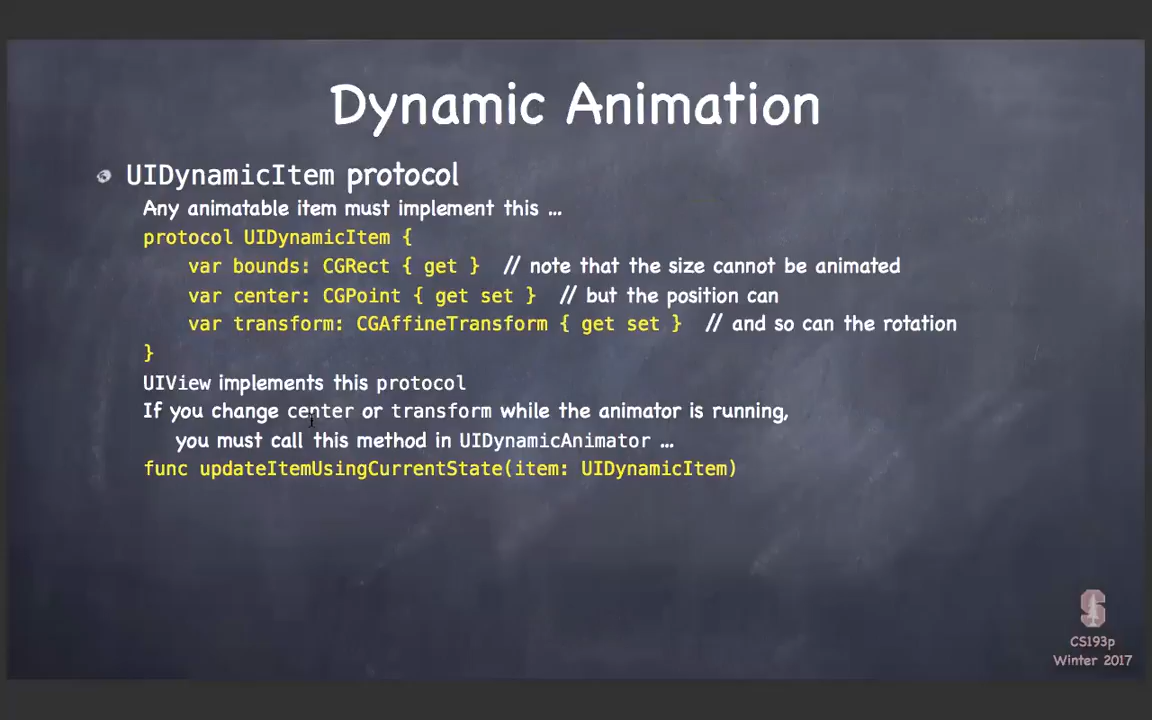 Dynamic Animation
UIDynamicItem protocol
Any animatable item must implement this ...
protocol UIDynamicItem {
var bounds: CGRect { get } // note that the size cannot be animated
var center: CGPoint { get set } // but the position can
var transform: CGAffineTransform { get set } // and so can the rotation
}
UIView implements this protocol
If you change center or transform while the animator is running,
you must call this method in UIDynamicAnimator ...
func updateItemUsingCurrentState(item: UIDynamicItem)
S
CS193p
Winter 2017